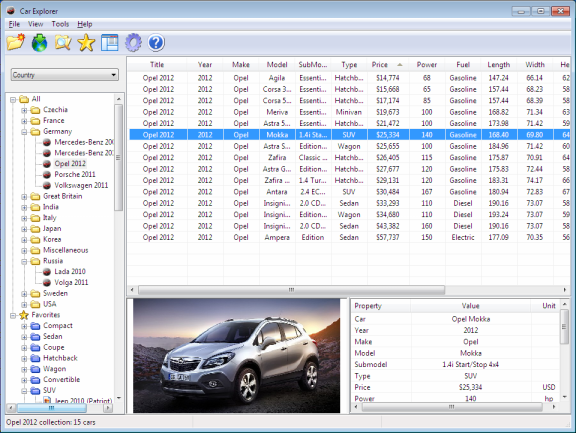 Car Explorer
File View Tools Help
Country
All
Czechia
France
Germany
Mercedes-Benz 200
Mercedes-Benz 201
Opel 2012
Porsche 2011
Volkswagen 2011
Great Britain
India
Italy
Japan
Korea
Miscellaneous
Russia
Lada 2010
Volga 2011
Sweden
USA
Favorites
Compact
Sedan
Coupe
Hatchback
Wagon
Convertible
SUV
Jeep 2010 (Patriot)
Title Year Make Model SubMo... Type Price Power Fuel Length Width He
Opel 2012 2012 Opel Agila Essenti... Hatchb... $14,774 68 Gasoline 147.24 66.14 62
Opel 2012 2012 Opel Corsa 3... Essenti... Hatchb... $15,668 65 Gasoline 157.44 68.23 58
Opel 2012 2012 Opel Corsa 5... Essenti... Hatchb... $17,174 85 Gasoline 157.44 68.39 58
Opel 2012 2012 Opel Meriva Essenti... Minivan $19,673 100 Gasoline 168.82 71.34 63
Opel 2012 2012 Opel Astra 5... Essenti... Hatchb... $21,472 100 Gasoline 173.98 71.42 59
Opel 2012 2012 Opel Mokka 1.4i Sta... SUV $25,334 140 Gasoline 168.40 69.80 64
Opel 2012 2012 Opel Astra S... Edition... Wagon $25,655 100 Gasoline 184.96 71.42 60
Opel 2012 2012 Opel Zafira Classic ... Hatchb... $26,405 115 Gasoline 175.87 70.91 64
Opel 2012 2012 Opel Astra G... Edition... Hatchb... $27,677 120 Gasoline 175.83 72.44 58
Opel 2012 2012 Opel Zafira ... 1.4 Tur... Hatchb... $29,131 120 Gasoline 183.31 74.17 66
Opel 2012 2012 Opel Antara 2.4 EC... SUV $30,484 167 Gasoline 180.94 72.83 67
Opel 2012 2012 Opel Insigni... 2.0 CD... Sedan $33,293 110 Diesel 190.16 73.07 58
Opel 2012 2012 Opel Insigni... Edition... Wagon $34,680 110 Diesel 193.24 73.07 59
Opel 2012 2012 Opel Insigni... 2.0 CD... Sedan $43,382 160 Diesel 190.16 73.07 58
Opel 2012 2012 Opel Ampera Edition Sedan $57,737 150 Electric 177.09 70.35 56
Property Value Unit
Car Opel Mokka
Year 2012
Make Opel
Model Mokka
Submodel 1.4i Start/Stop 4x4
Type SUV
Price $25,334 USD
Power 140 hp
Opel 2012 collection: 15 cars